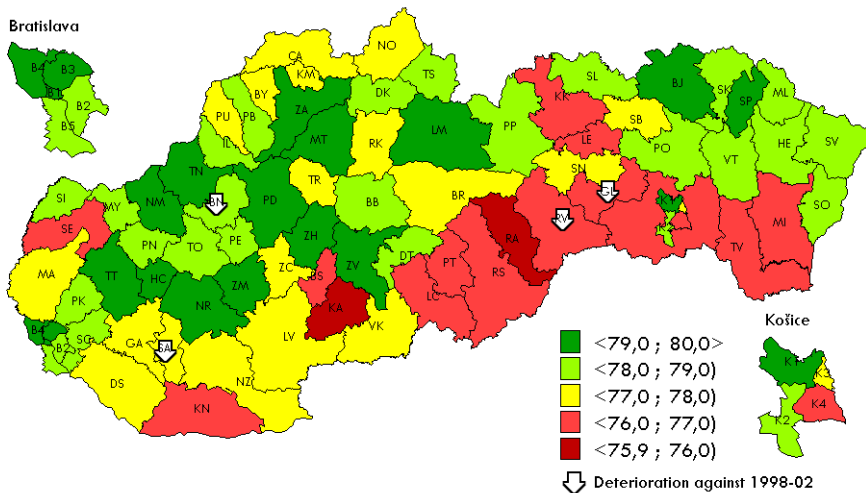 Bratislava
B4
B3
B1
B2
B5
CA
NO
KM
BY
PU
PB
IL
ZA
DK
TS
MT
LM
RK
PP
KK
SL
BJ
SK
SP
ML
LE
SB
PO
VT
HE
SV
TN
SN
BR
TR
PD
BB
BN
GL
SI
MY
NM
SE
PN
TO
PE
ZH
ZV
DT
PT
RA
RV
RS
LC
K1
K2
TV
MI
SO
MA
TT
HC
ZM
ZC
BS
PK
NR
KA
VK
LV
B4
B2
SC
GA
SA
DS
NZ
KN
Košice
K1
K3
K4
K2
<79,0 ; 80,0>
<78,0 ; 79,0)
<77,0 ; 78,0)
<76,0 ; 77,0)
<75,9 ; 76,0)
Deterioration against 1998-02